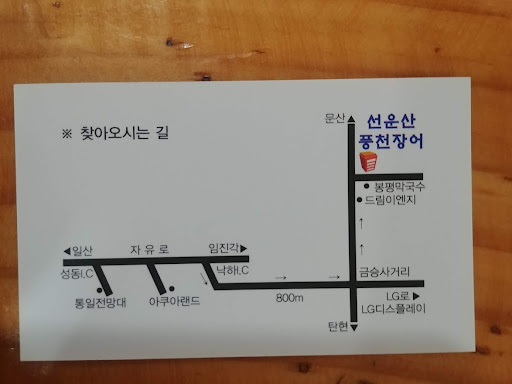 ※ 찾아오시는 길
문산▲
선운산
풍천장어
봉평막국수
드림이엔지
◀일산
자유로
임진각▶
성동I.C
낙하I.C
통일전망대
아쿠아랜드
800m
금승사거리
LG로▶
LG디스플레이
탄현▼